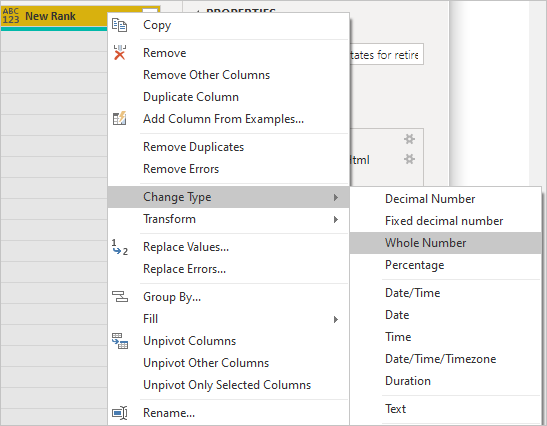 ABC
123
New Rank
PROPERTIES
tates for retire
html
Copy
Remove
Remove Other Columns
Duplicate Column
Add Column From Examples...
Remove Duplicates
Remove Errors
Change Type
Transform
1
2
Replace Values...
Replace Errors...
Group By...
Fill
Unpivot Columns
Unpivot Other Columns
Unpivot Only Selected Columns
Rename...
Decimal Number
Fixed decimal number
Whole Number
Percentage
Date/Time
Date
Time
Date/Time/Timezone
Duration
Text